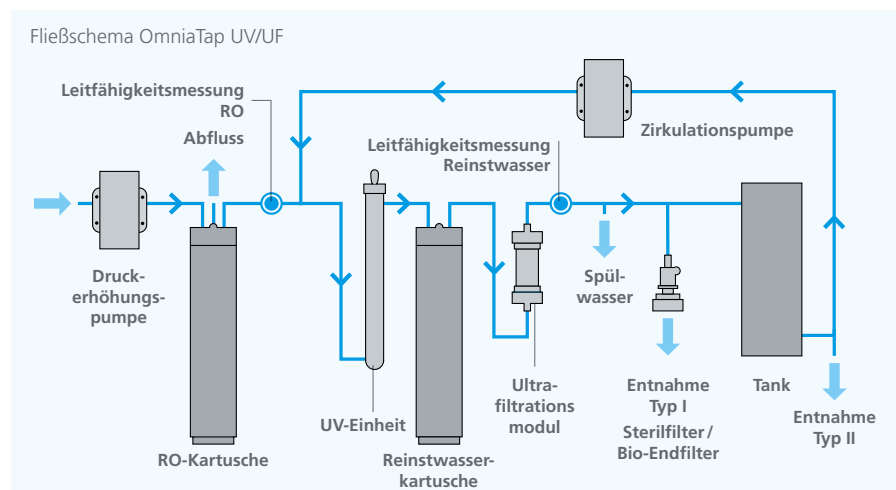 Fließschema OmniaTap UV/UF
Leitfähigkeitsmessung
RO
Abfluss
Leitfähigkeitsmessung
Reinstwasser
Zirkulationspumpe
Druck-
erhöhungs-
pumpe
RO-Kartusche
UV-Einheit
Reinstwasser-
kartusche
Ultra-
filtrations
modul
Spül-
wasser
Entnahme
Typ I
Sterilfilter /
Bio-Endfilter
Tank
Entnahme
Typ II